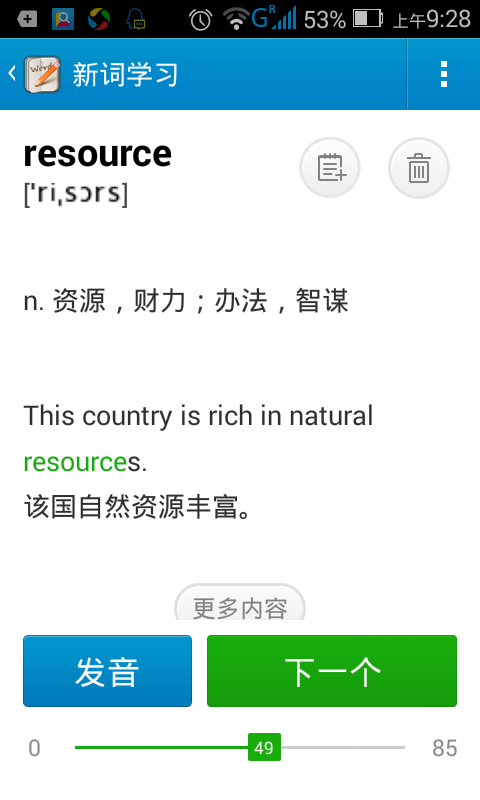 53% 上午9:28
新词学习
resource
['ri,sɔrs]
n. 资源，财力；办法，智谋
This country is rich in natural
resources.
该国自然资源丰富。
更多内容
发音 下一个
0 49 85